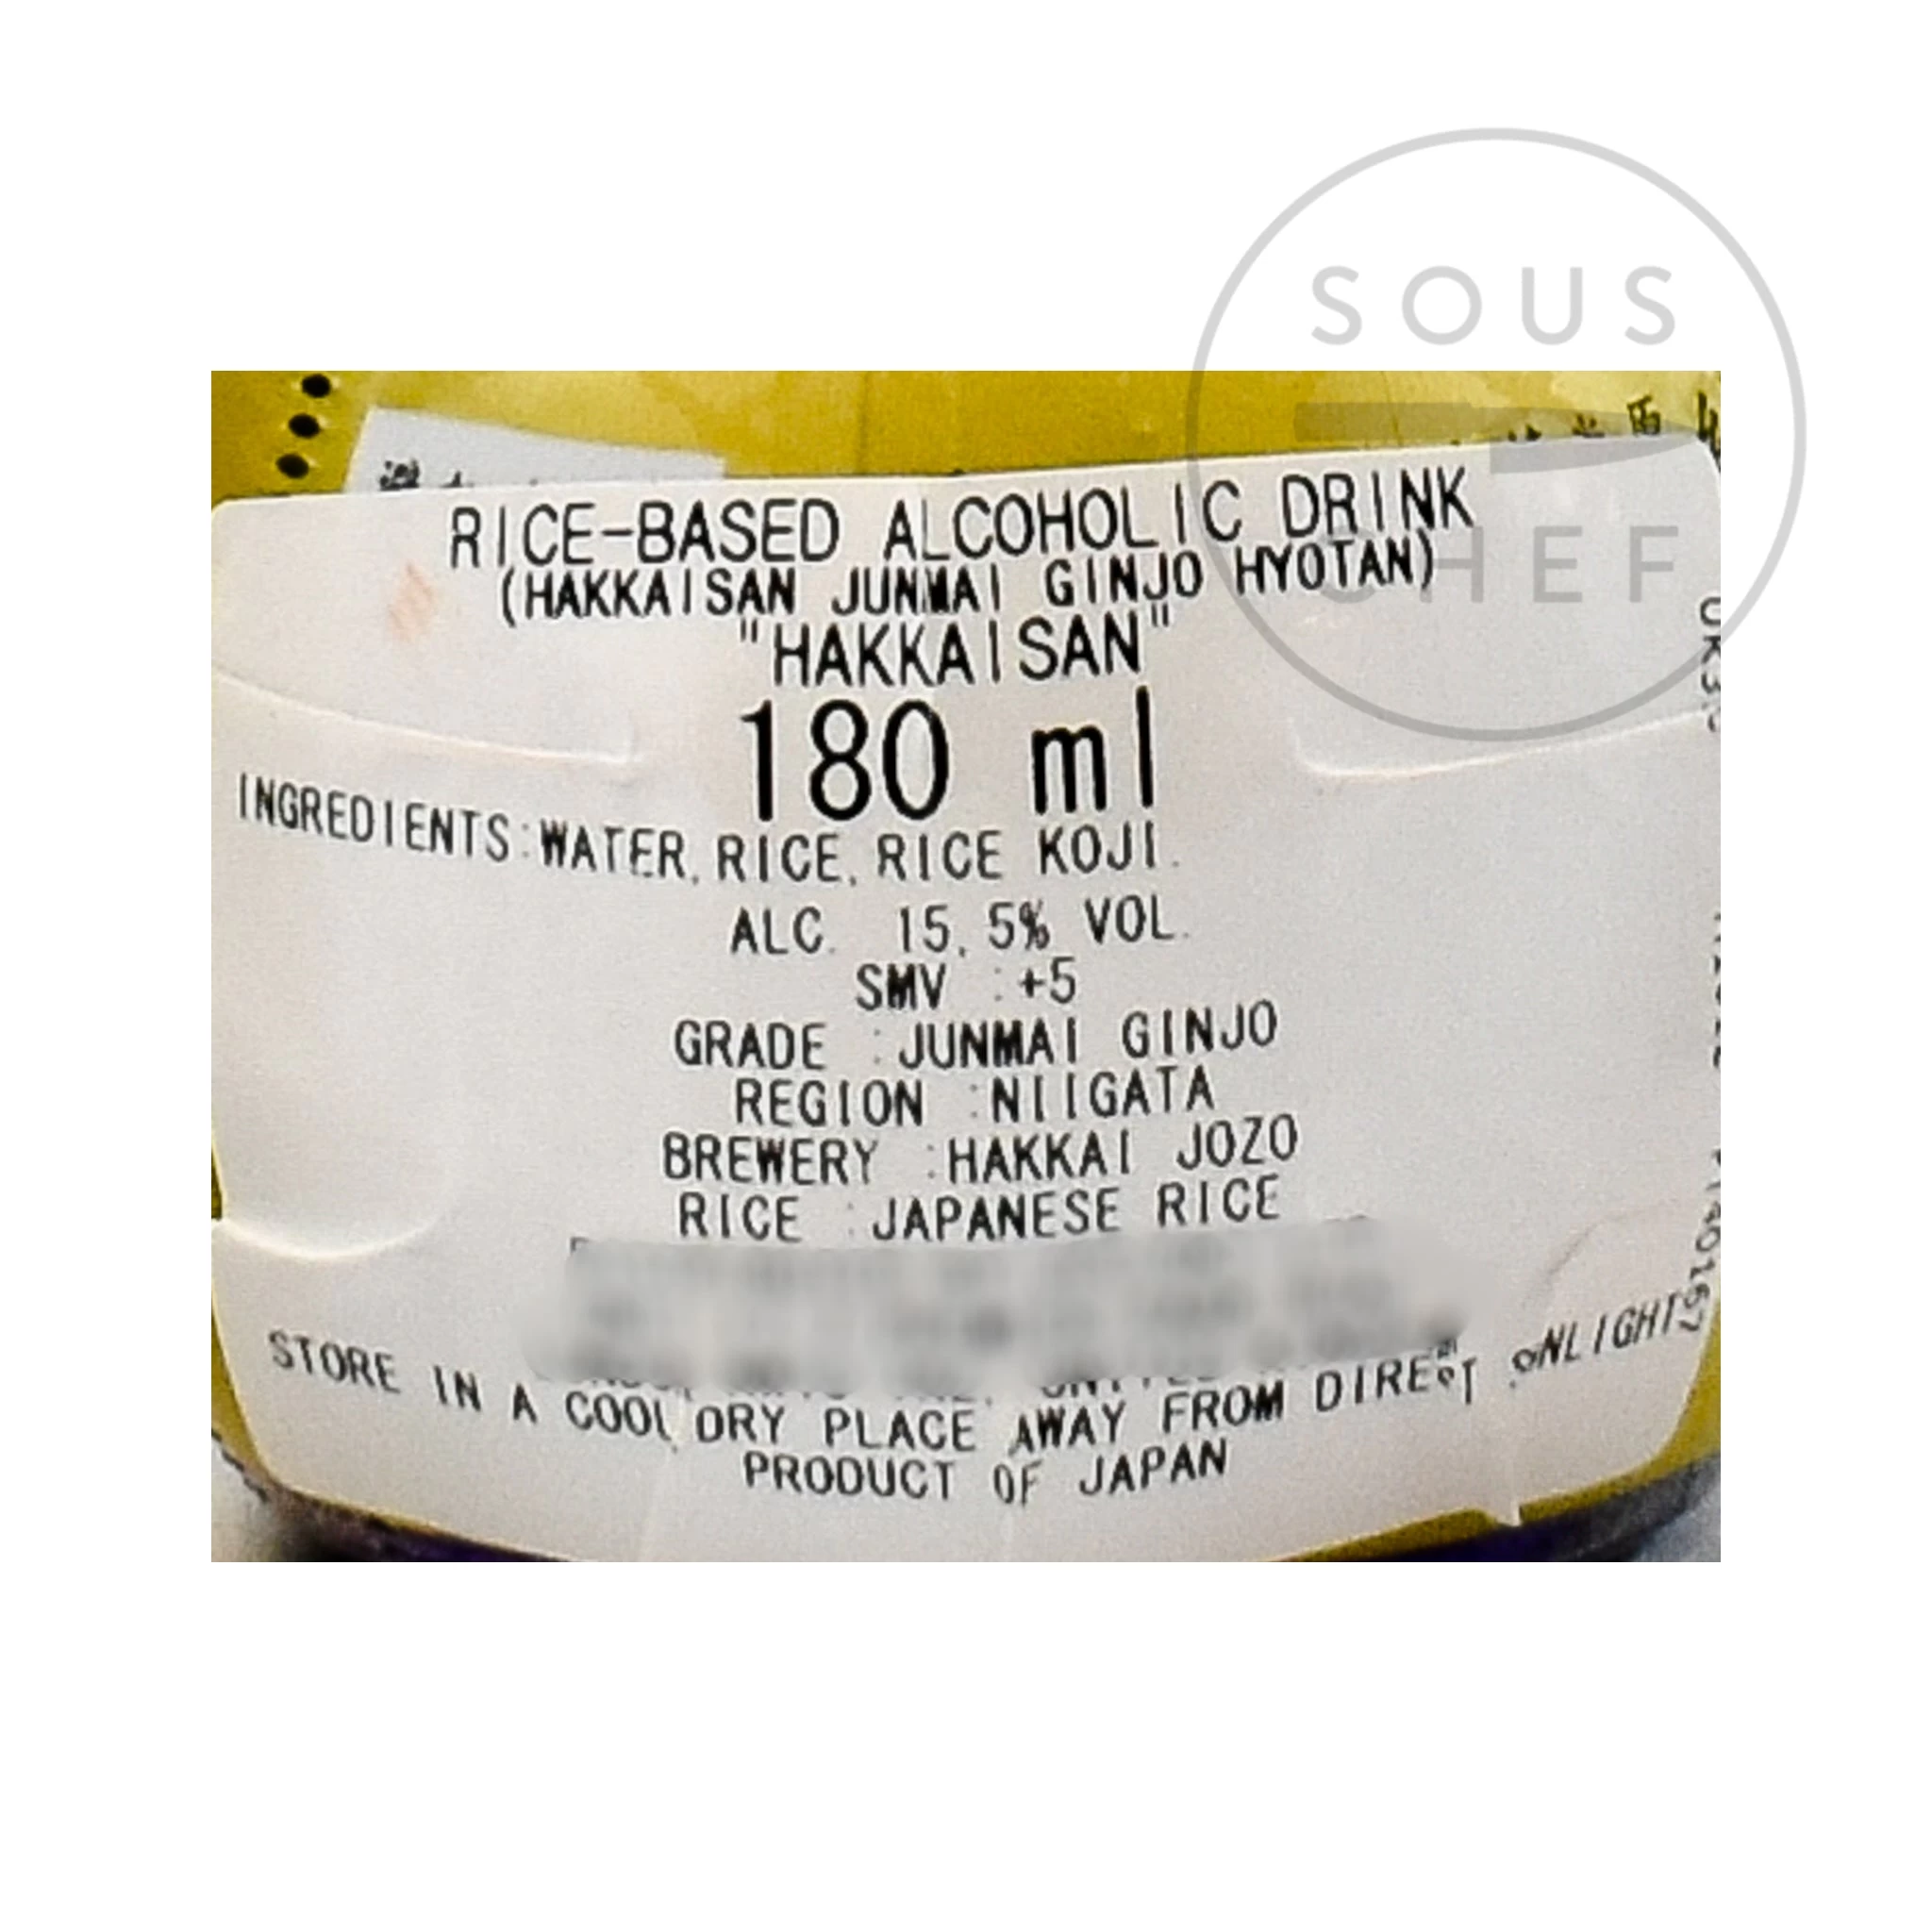 SOUS
CHEF
RICE-BASED ALCOHOLIC DRINK
(HAKKAISAN JUNMAI GINJO HYOTAN)
"HAKKAISAN"
180 ml
INGREDIENTS:WATER, RICE, RICE KOJI.
ALC. 15.5% VOL.
SMV :+5
GRADE :JUNMAI GINJO
REGION :NIIGATA
BREWERY :HAKKAI JOZO
RICE :JAPANESE RICE
STORE IN A COOL DRY PLACE AWAY FROM DIRECT
PRODUCT OF JAPAN